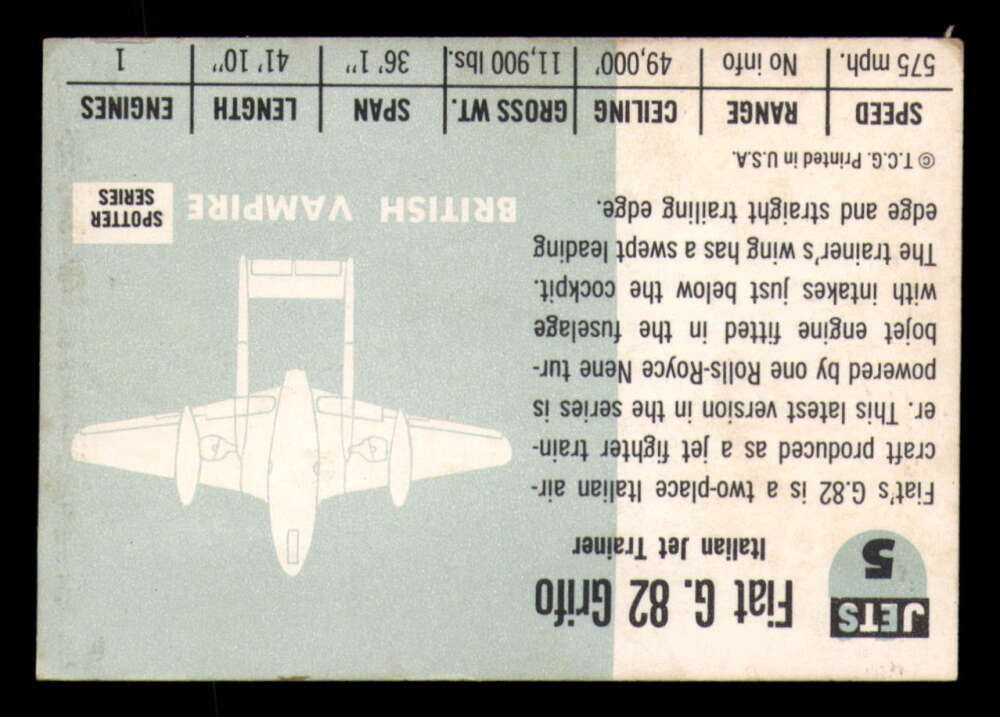 JETS
5
Fiat G. 82 Grifo
Italian Jet Trainer
Fiat's G.82 is a two-place Italian air-
craft produced as a jet fighter train-
er. This latest version in the series is
powered by one Rolls-Royce Nene tur-
bojet engine fitted in the fuselage
with intakes just below the cockpit.
The trainer's wing has a swept leading
edge and straight trailing edge.
© T.C.G. Printed in U.S.A.
BRITISH VAMPIRE
SPOTTER
SERIES
SPEED RANGE CEILING GROSS WT. SPAN LENGTH ENGINES
575 mph. No info 49,000' 11,900 lbs. 36' 1" 41' 10" 1